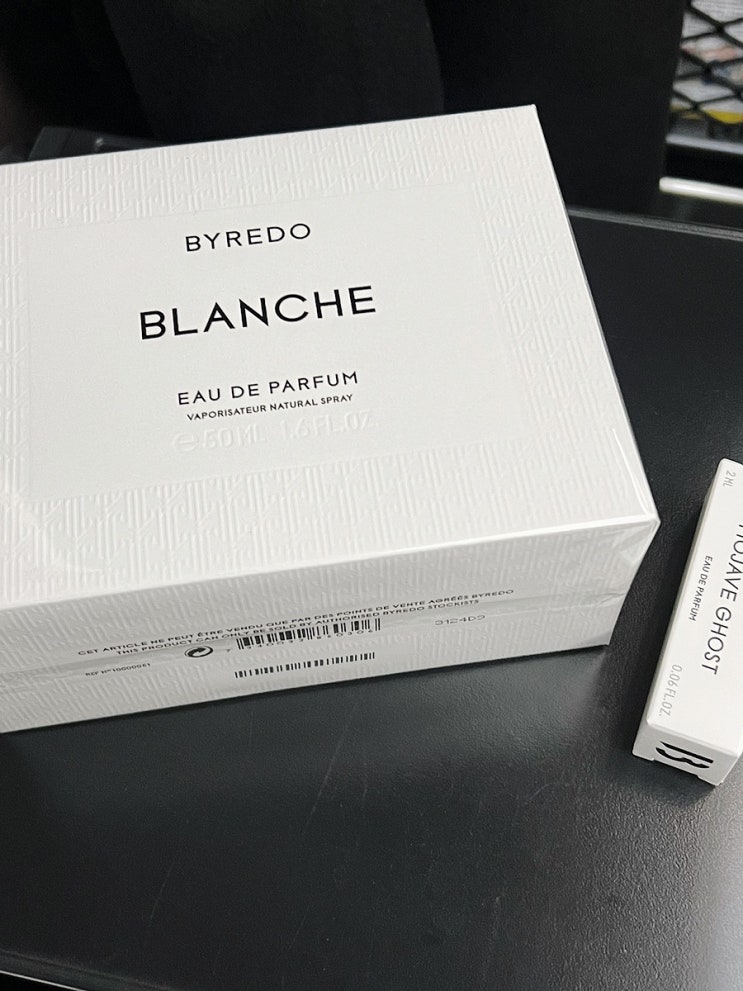 BYREDO
BLANCHE
EAU DE PARFUM
VAPORISATEUR NATURAL SPRAY
℮ 50 ML 1.6 FL.OZ.
CET ARTICLE NE PEUT ÊTRE VENDU QUE PAR DES POINTS DE VENTE AGRÉÉS BYREDO
THIS PRODUCT CAN ONLY BE SOLD BY AUTHORISED BYREDO STOCKISTS
2 ML
MOJAVE GHOST
EAU DE PARFUM
0.06 FL.OZ.
B